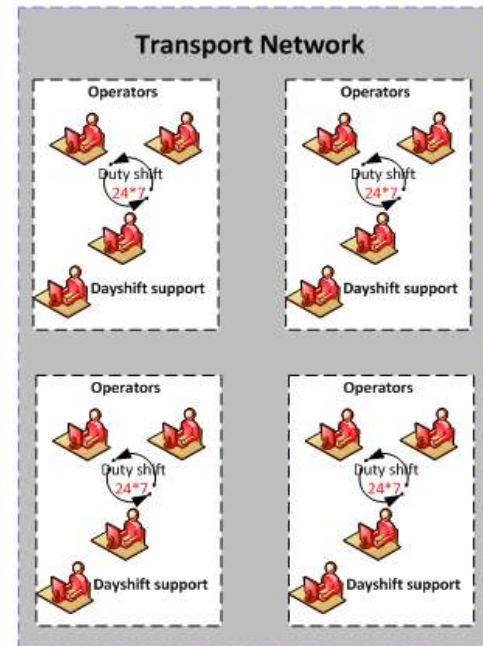 Transport Network
Operators
Duty shift
24*7
Dayshift support
Operators
Duty shift
24*7
Dayshift support
Operators
Duty shift
24*7
Dayshift support
Operators
Duty shift
24*7
Dayshift support